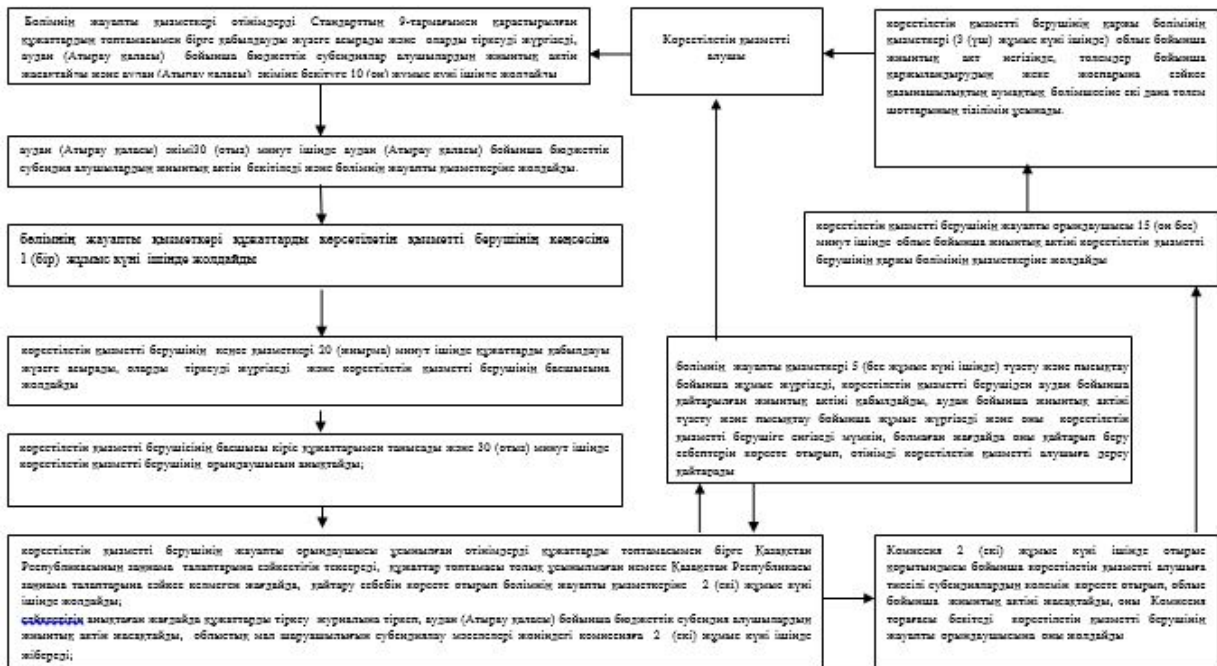 Бөлімнің жауапты қызметкері өтінімдерді Стандарттың 9-тармағымен қарастырылған
құжаттардың топтамасымен бірге қабылдауды жүзеге асырады және оларды тіркеуді жүргізеді,
аудан (Атырау қаласы) бойынша бюджеттік субсидиялар алушылардың жиынтық актін
жасақтайды және аудан (Атырау қаласы) әкіміне бекітуге 10 (он) жұмыс күні ішінде жолдайды
Көрсетілетін қызметті
алушы
көрсетілетін қызметті берушінің қаржы бөлімінің
қызметкері (3 (үш) жұмыс күні ішінде) облыс бойынша
жиынтық акт негізінде, төлемдер бойынша
қаржыландырудың жеке жоспарына сәйкес
қазынашылықтың аумақтық бөлімшесіне екі дана төлем
шоттарының тізілімін ұсынады.
аудан (Атырау қаласы) әкімі30 (отыз) минут ішінде аудан (Атырау қаласы) бойынша бюджеттік
субсидия алушылардың жиынтық актін бекітіледі және бөлімнің жауапты қызметкеріне жолдайды.
көрсетілетін қызметті берушінің жауапты орындаушысы 15 (он бес)
минут ішінде облыс бойынша жиынтық актіні көрсетілетін қызметті
берушінің қаржы бөлімінің қызметкеріне жолдайды
бөлімнің жауапты қызметкері құжаттарды көрсетілетін қызметті берушінің кеңсесіне
1 (бір) жұмыс күні ішінде жолдайды
көрсетілетін қызметті берушінің кеңсе қызметкері 20 (жиырма) минут ішінде құжаттарды қабылдауы
жүзеге асырады, оларды тіркеуді жүргізеді және көрсетілетін қызметті берушінің басшысына
жолдайды
бөлімнің жауапты қызметкері 5 (бес жұмыс күні ішінде) түзету және пысықтау
бойынша жұмыс жүргізеді, көрсетілетін қызметті берушіден аудан бойынша
қайтарылған жиынтық актіні қабылдайды, аудан бойынша жиынтық актіні
түзету және пысықтау бойынша жұмыс жүргізеді және оны көрсетілетін
қызметті берушіге енгізеді мүмкін, болмаған жағдайда оны қайтарып беру
себептерін көрсете отырып, өтінімді көрсетілетін қызметті алушыға дереу
қайтарады
көрсетілетін қызметті берушісінің басшысы кіріс құжаттарымен танысады және 30 (отыз) минут ішінде
көрсетілетін қызметті берушінің орындаушысын анықтайды;
көрсетілетін қызметті берушінің жауапты орындаушысы ұсынылған өтінімдерді құжаттарды топтамасымен бірге Қазақстан
Республикасының заңнама талаптарына сәйкестігін тексереді, құжаттар топтамасы толық ұсынылмаған немесе Қазақстан Республикасы
заңнама талаптарына сәйкес келмеген жағдайда, қайтару себебін көрсете отырып бөлімнің жауапты қызметкеріне 2 (екі) жұмыс күні
ішінде жолдайды;
сәйкестігін анықтаған жағдайда құжаттарды тіркеу журналына тіркеп, аудан (Атырау қаласы) бойынша бюджеттік субсидия алушылардың
жиынтық актін жасақтайды, облыстық мал шаруашылығын субсидиялау мәселелері жөніндегі комиссияға 2 (екі) жұмыс күні ішінде
жібереді;
Комиссия 2 (екі) жұмыс күні ішінде отырыс
қорытындысы бойынша көрсетілетін қызметті алушыға
тиесілі субсидиялардың көлемін көрсете отырып, облыс
бойынша жиынтық актіні жасақтайды, оны Комиссия
төрағасы бекітеді көрсетілетін қызметті берушінің
жауапты орындаушысына оны жолдайды